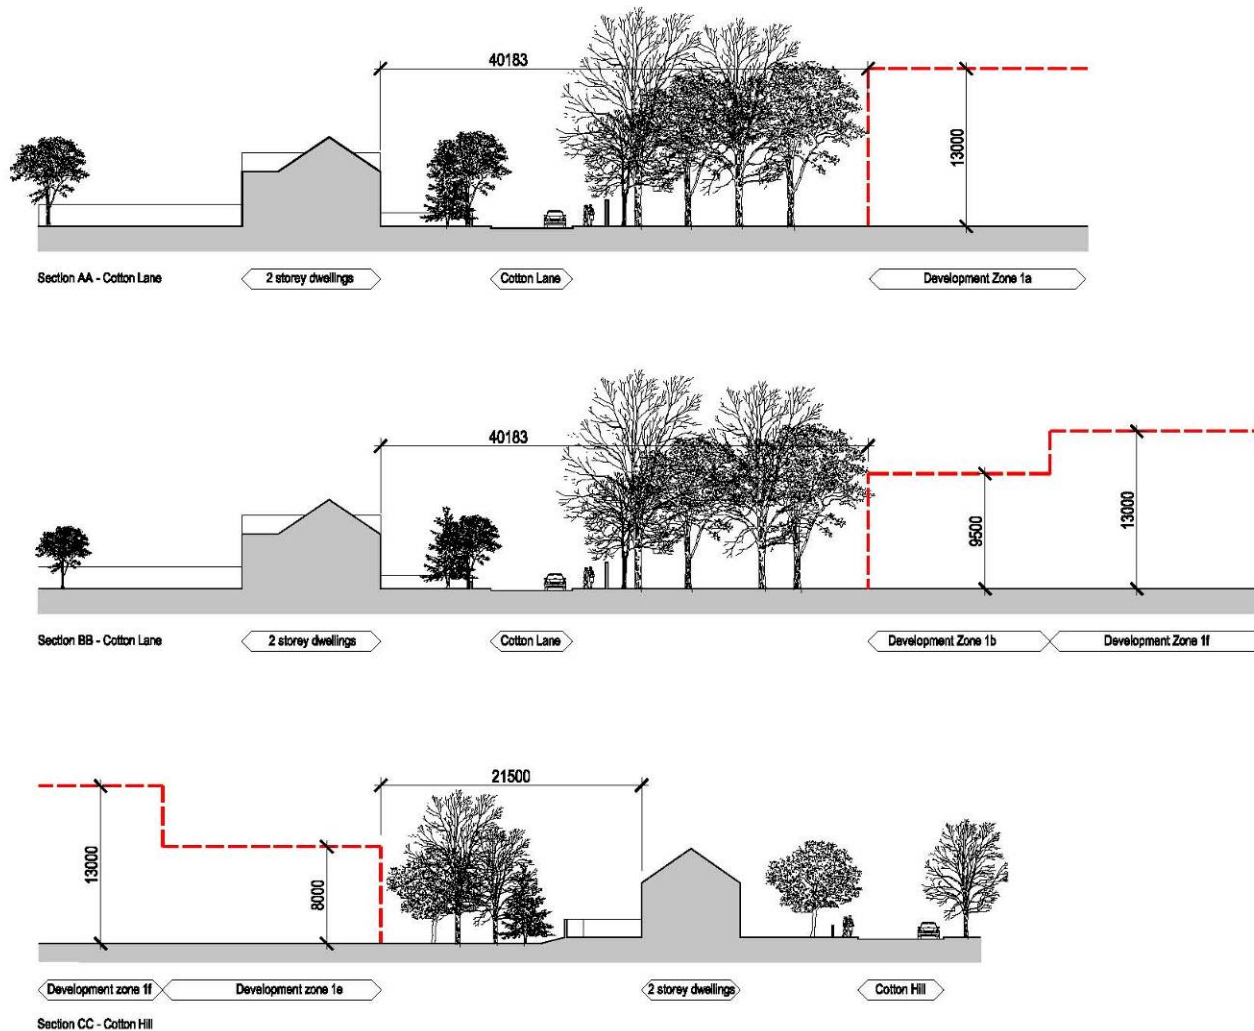 40183
13000
Section AA - Cotton Lane
2 storey dwellings
Cotton Lane
Development Zone 1a
40183
9500
13000
Section BB - Cotton Lane
2 storey dwellings
Cotton Lane
Development Zone 1b
Development Zone 1f
21500
13000
8000
Development zone 1f
Development zone 1e
2 storey dwellings
Cotton Hill
Section CC - Cotton Hill